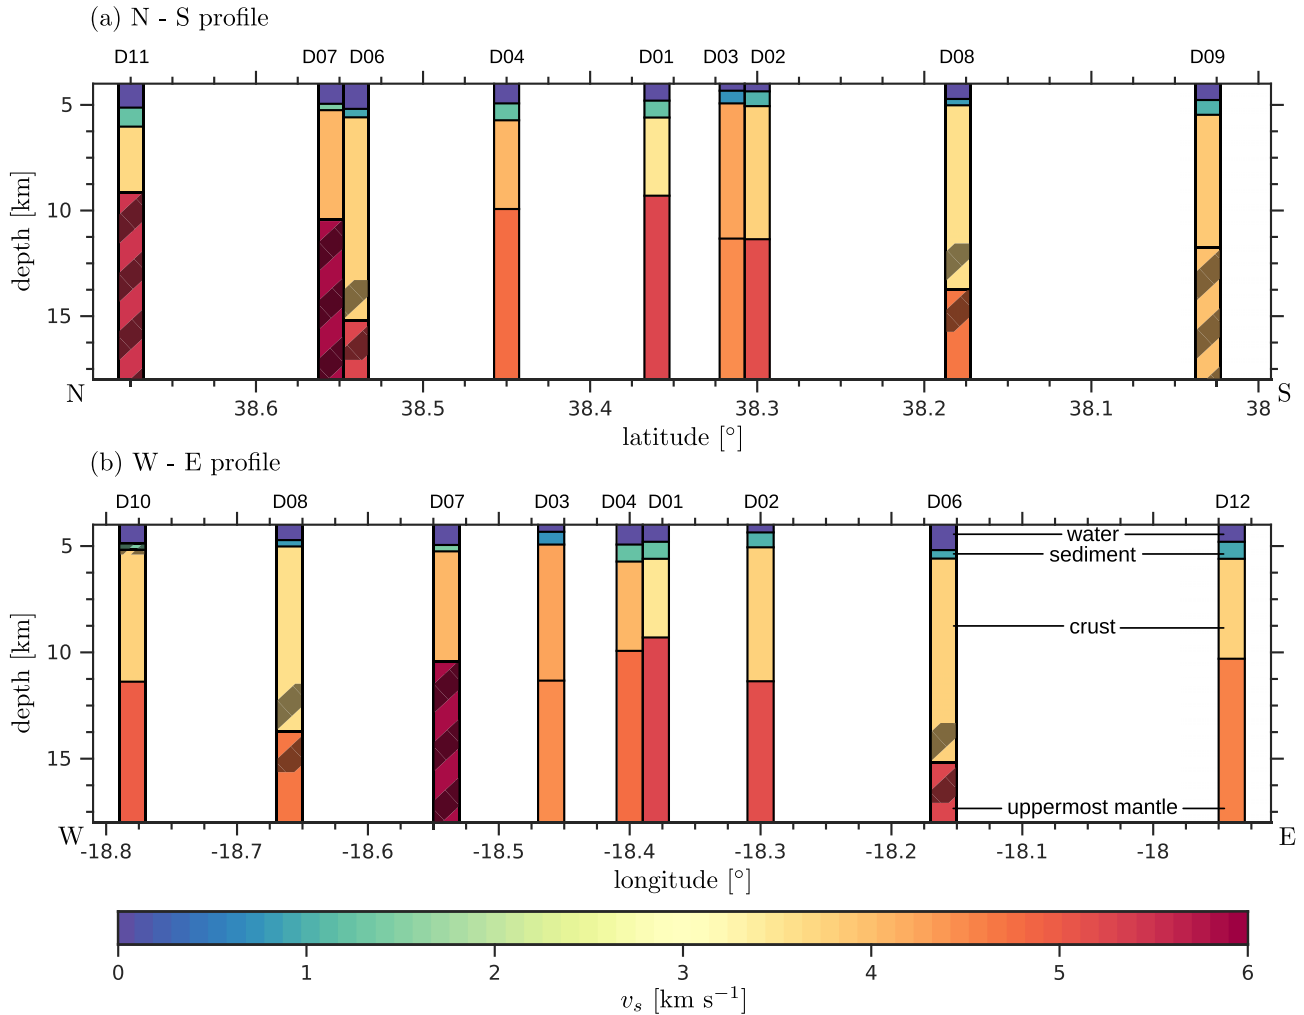 (a) N - S profile
D11 D07 D06 D04 D01 D03 D02 D08 D09
5
10
15
depth [km]
N S
38.6 38.5 38.4 38.3 38.2 38.1 38
latitude [°]
(b) W - E profile
D10 D08 D07 D03 D04 D01 D02 D06 D12
water
5
sediment
crust
10
15
depth [km]
uppermost mantle
W E
-18.8 -18.7 -18.6 -18.5 -18.4 -18.3 -18.2 -18.1 -18
longitude [°]
0 1 2 3 4 5 6
vₛ [km s⁻¹]